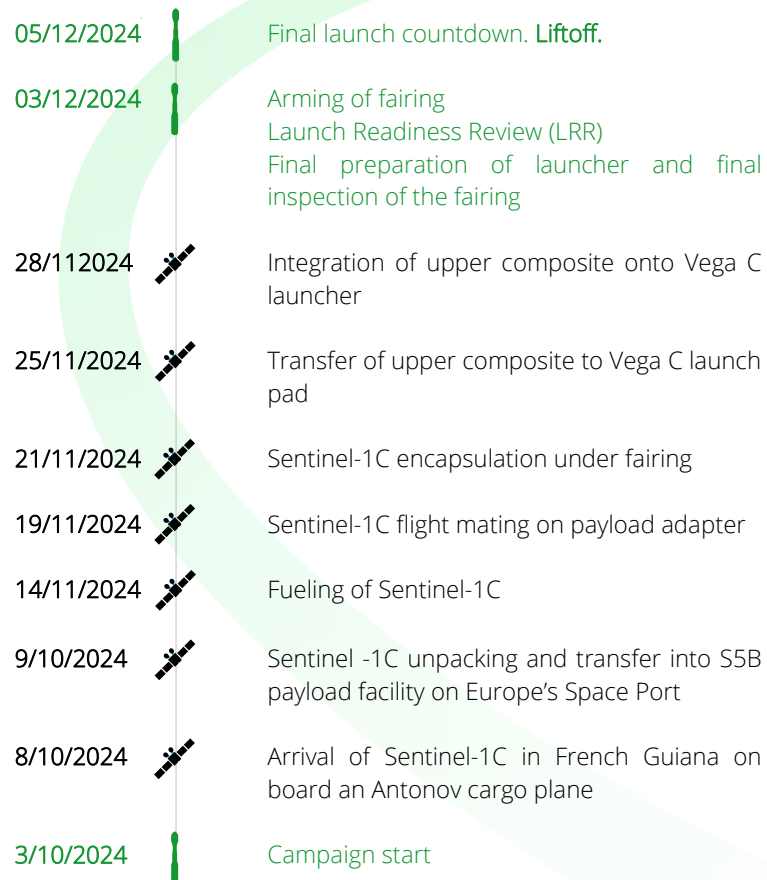 05/12/2024 Final launch countdown. Liftoff.
03/12/2024 Arming of fairing
Launch Readiness Review (LRR)
Final preparation of launcher and final
inspection of the fairing
28/112024 Integration of upper composite onto Vega C
launcher
25/11/2024 Transfer of upper composite to Vega C launch
pad
21/11/2024 Sentinel-1C encapsulation under fairing
19/11/2024 Sentinel-1C flight mating on payload adapter
14/11/2024 Fueling of Sentinel-1C
9/10/2024 Sentinel -1C unpacking and transfer into S5B
payload facility on Europe’s Space Port
8/10/2024 Arrival of Sentinel-1C in French Guiana on
board an Antonov cargo plane
3/10/2024 Campaign start